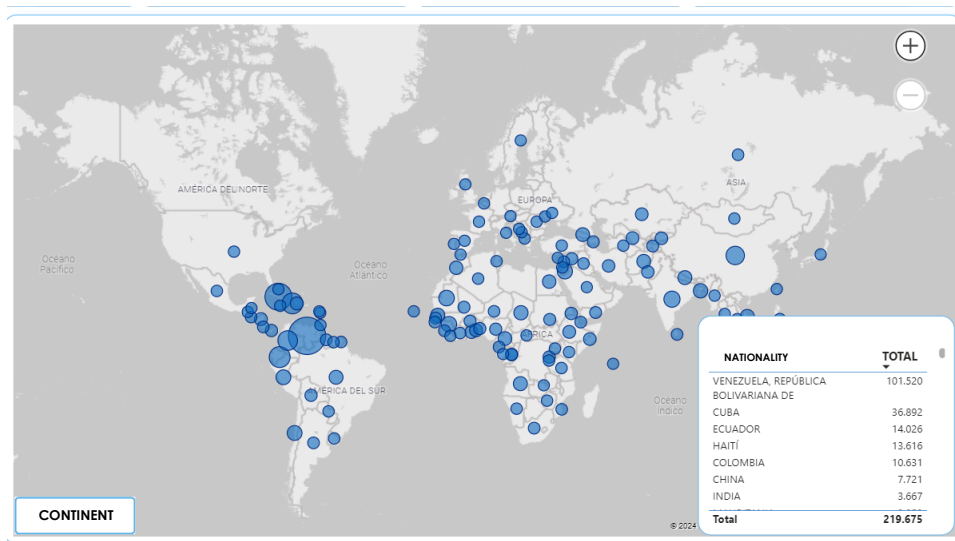 AMÉRICA DEL NORTE
EUROPA
ASIA
Océano
Pacífico
Océano
Atlántico
ÁFRICA
AMÉRICA DEL SUR
Océano
Índico
NATIONALITY TOTAL
VENEZUELA, REPÚBLICA 101.520
BOLIVARIANA DE
CUBA 36.892
ECUADOR 14.026
HAITÍ 13.616
COLOMBIA 10.631
CHINA 7.721
INDIA 3.667
Total 219.675
CONTINENT
© 2024